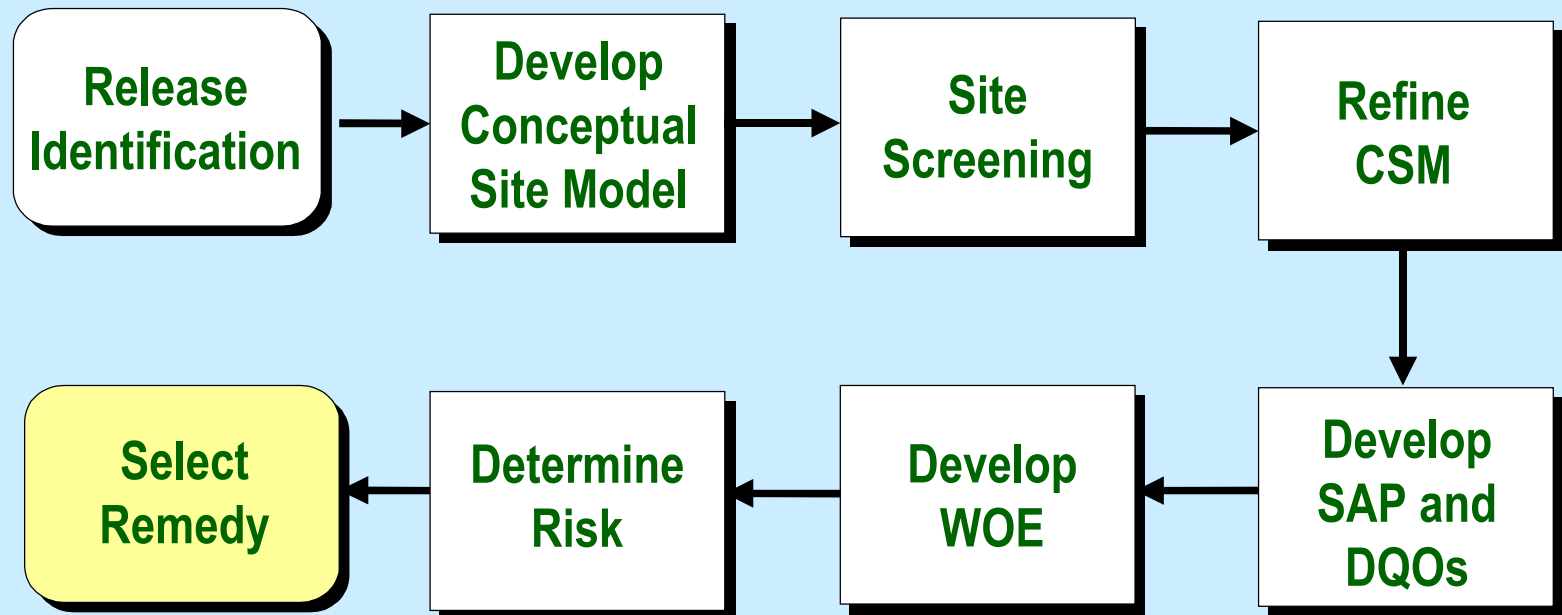 Release
Identification
Develop
Conceptual
Site Model
Site
Screening
Refine
CSM
Select
Remedy
Determine
Risk
Develop
WOE
Develop
SAP and
DQOs